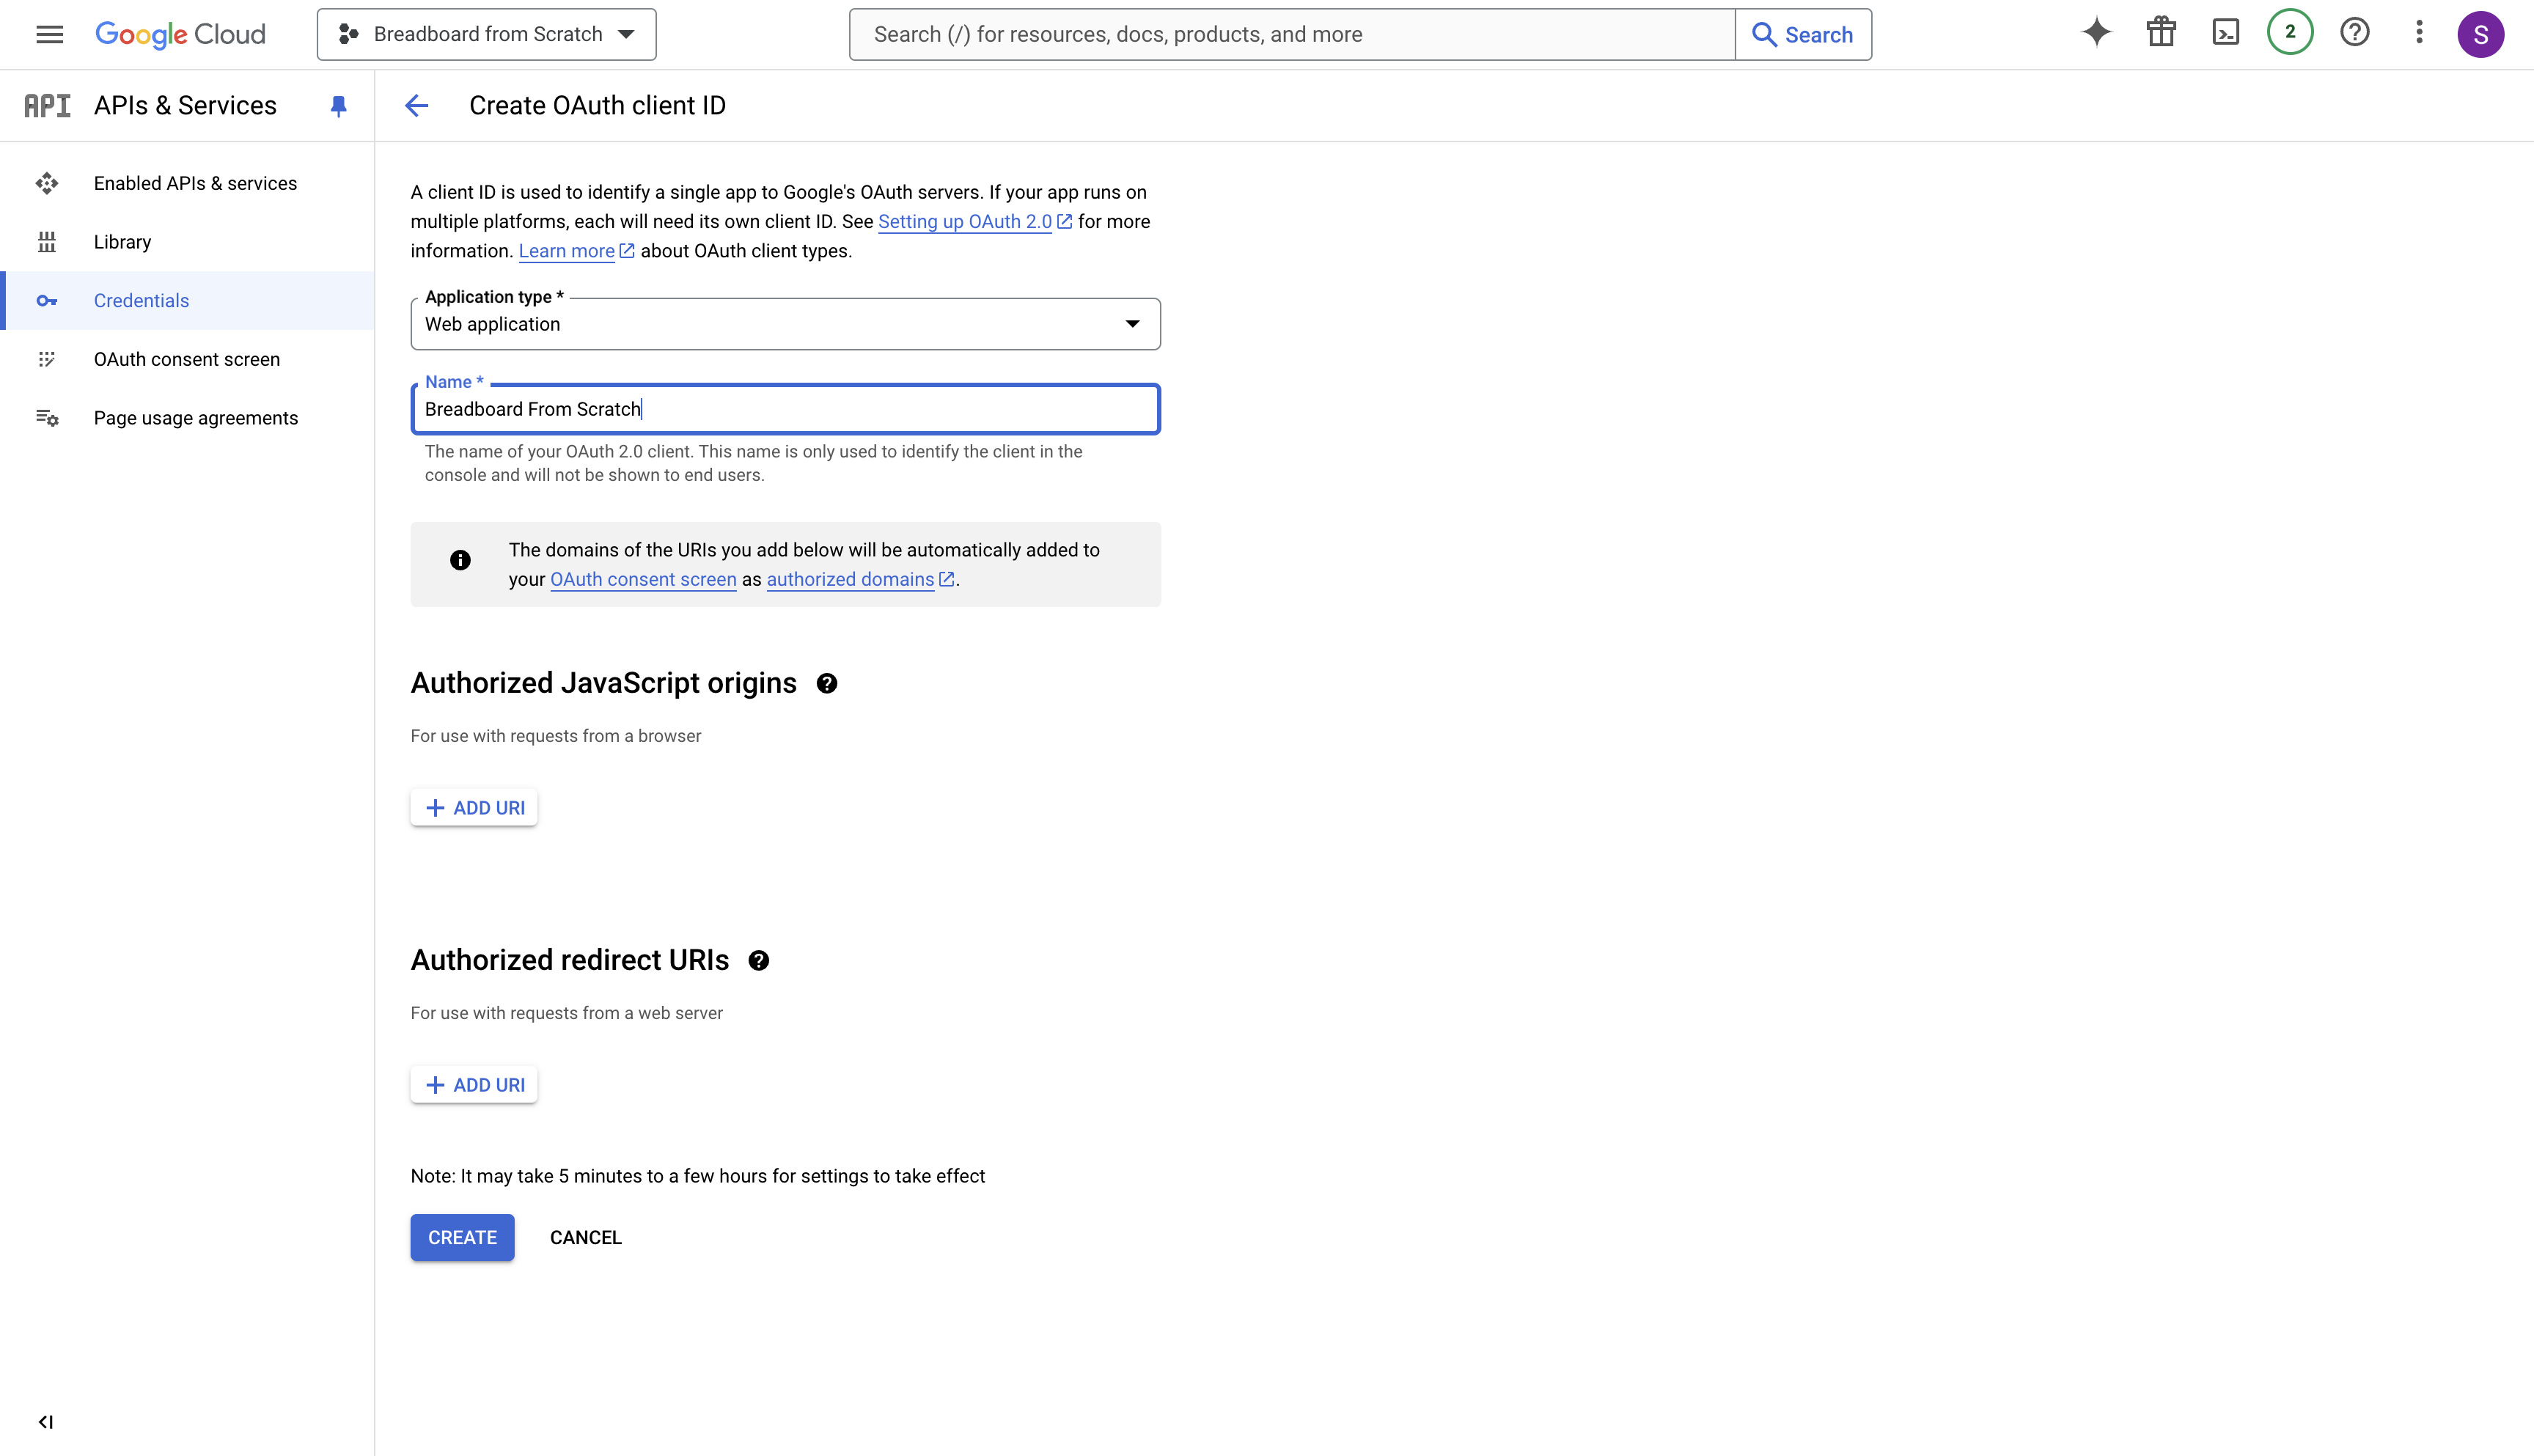 Google Cloud
Breadboard from Scratch
Search (/) for resources, docs, products, and more
Search
2
S
API
APIs & Services
Create OAuth client ID
Enabled APIs & services
Library
Credentials
OAuth consent screen
Page usage agreements
A client ID is used to identify a single app to Google's OAuth servers. If your app runs on
multiple platforms, each will need its own client ID. See Setting up OAuth 2.0 for more
information. Learn more about OAuth client types.
Application type *
Web application
Name *
Breadboard From Scratch
The name of your OAuth 2.0 client. This name is only used to identify the client in the
console and will not be shown to end users.
The domains of the URIs you add below will be automatically added to
your OAuth consent screen as authorized domains.
Authorized JavaScript origins
For use with requests from a browser
ADD URI
Authorized redirect URIs
For use with requests from a web server
ADD URI
Note: It may take 5 minutes to a few hours for settings to take effect
CREATE
CANCEL